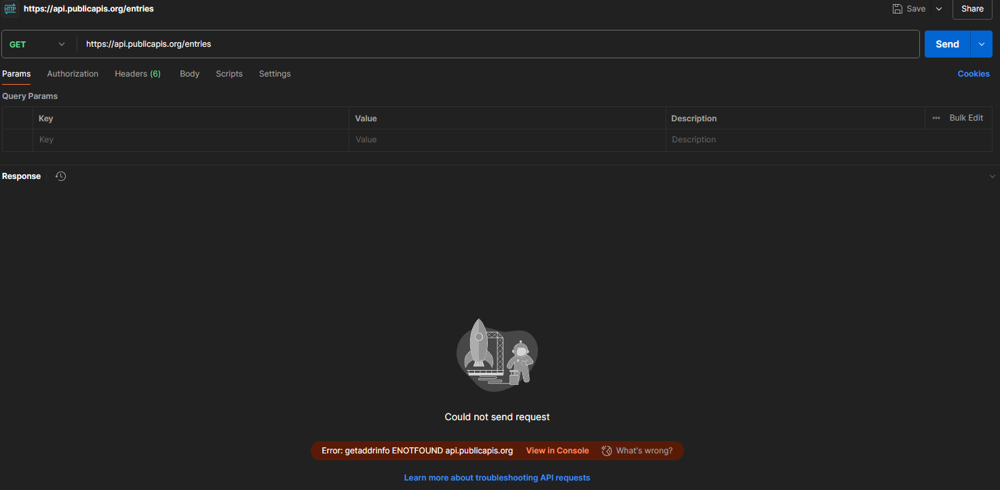 HTTP https://api.publicapis.org/entries Save Share
GET https://api.publicapis.org/entries Send
Params Authorization Headers (6) Body Scripts Settings Cookies
Query Params
Key Value Description Bulk Edit
Key Value Description
Response
Could not send request
Error: getaddrinfo ENOTFOUND api.publicapis.org View in Console What's wrong?
Learn more about troubleshooting API requests